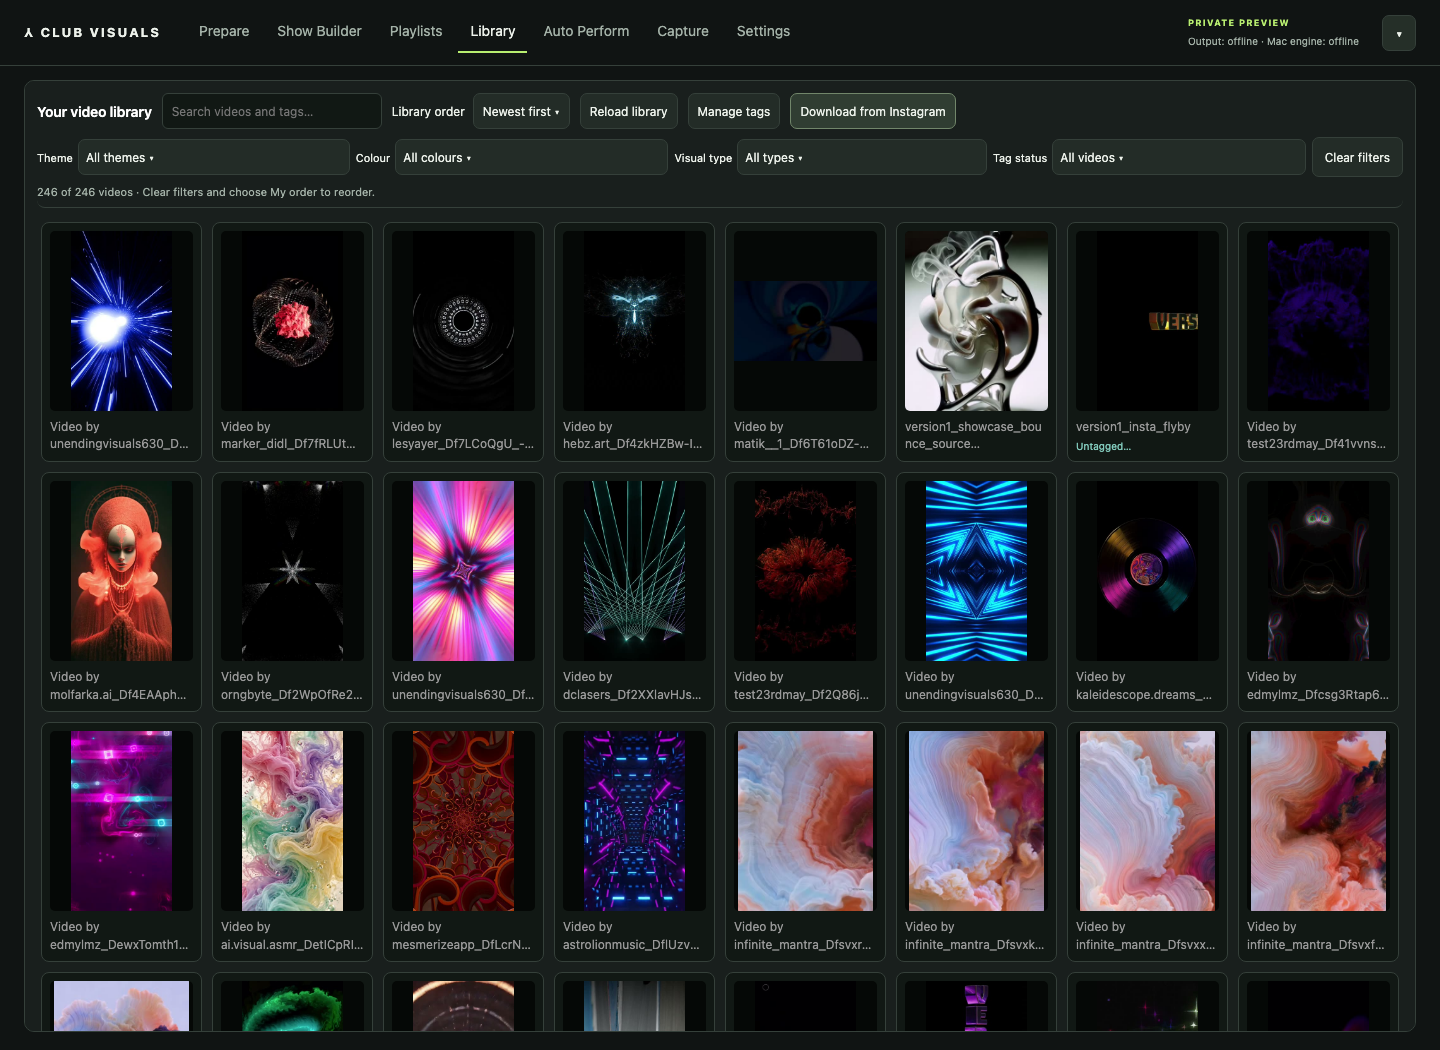 ⅄ CLUB VISUALS
Prepare
Show Builder
Playlists
Library
Auto Perform
Capture
Settings
PRIVATE PREVIEW
Output: offline · Mac engine: offline
Your video library
Search videos and tags...
Library order
Newest first
Reload library
Manage tags
Download from Instagram
Theme
All themes
Colour
All colours
Visual type
All types
Tag status
All videos
Clear filters
246 of 246 videos · Clear filters and choose My order to reorder.
Video by
unendingvisuals630_D...
Video by
marker_didl_Df7fRLUt...
Video by
lesyayer_Df7LCoQgU_-...
Video by
hebz.art_Df4zkHZBw-I...
Video by
matik__1_Df6T61oDZ-...
version1_showcase_bou
nce_source...
VERS
version1_insta_flyby
Untagged...
Video by
test23rdmay_Df41vvns...
Video by
molfarka.ai_Df4EAAph...
Video by
orngbyte_Df2WpOfRe2...
Video by
unendingvisuals630_Df...
Video by
dclasers_Df2XXlavHJs...
Video by
test23rdmay_Df2Q86j...
Video by
unendingvisuals630_D...
Video by
kaleidescope.dreams_...
Video by
edmylmz_Dfcsg3Rtap6...
Video by
edmylmz_DewxTomth1...
Video by
ai.visual.asmr_DetlCpRl...
Video by
mesmerizeapp_DfLcrN...
Video by
astrolionmusic_DflUzv...
Video by
infinite_mantra_Dfsvxr...
Video by
infinite_mantra_Dfsvxk...
Video by
infinite_mantra_Dfsvxx...
Video by
infinite_mantra_Dfsvxf...